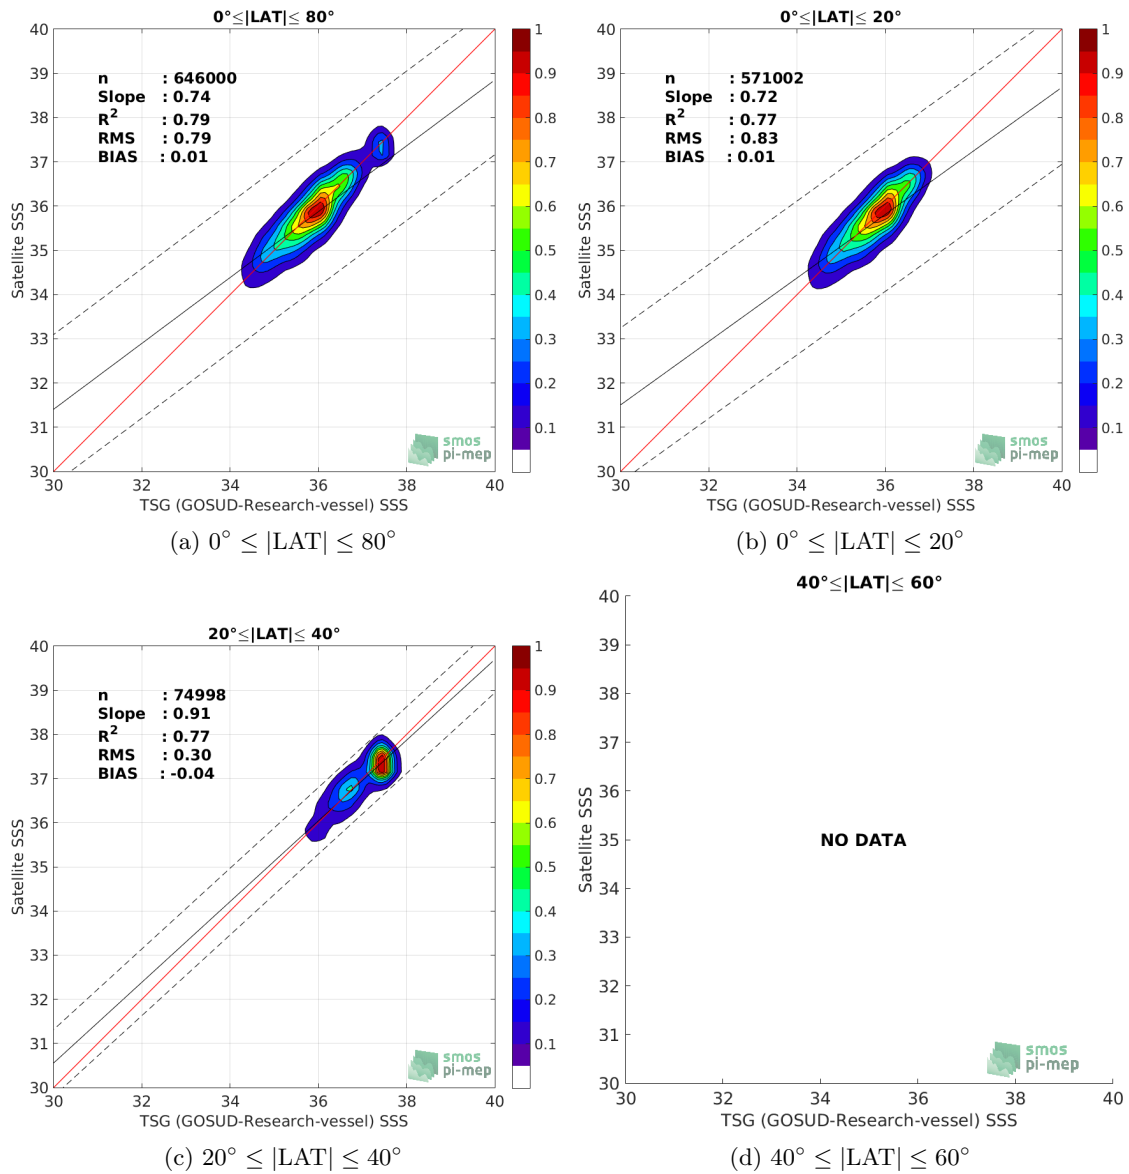 0°≤|LAT|≤ 80°
40
39
38
37
36
35
34
33
32
31
30
Satellite SSS
n : 646000
Slope : 0.74
R² : 0.79
RMS : 0.79
BIAS : 0.01
smos
pi-mep
30 32 34 36 38 40
TSG (GOSUD-Research-vessel) SSS
1
0.9
0.8
0.7
0.6
0.5
0.4
0.3
0.2
0.1
(a) 0° ≤ |LAT| ≤ 80°
0°≤|LAT|≤ 20°
40
39
38
37
36
35
34
33
32
31
30
Satellite SSS
n : 571002
Slope : 0.72
R² : 0.77
RMS : 0.83
BIAS : 0.01
smos
pi-mep
30 32 34 36 38 40
TSG (GOSUD-Research-vessel) SSS
1
0.9
0.8
0.7
0.6
0.5
0.4
0.3
0.2
0.1
(b) 0° ≤ |LAT| ≤ 20°
20°≤|LAT|≤ 40°
40
39
38
37
36
35
34
33
32
31
30
Satellite SSS
n : 74998
Slope : 0.91
R² : 0.77
RMS : 0.30
BIAS : -0.04
smos
pi-mep
30 32 34 36 38 40
TSG (GOSUD-Research-vessel) SSS
1
0.9
0.8
0.7
0.6
0.5
0.4
0.3
0.2
0.1
(c) 20° ≤ |LAT| ≤ 40°
40°≤|LAT|≤ 60°
40
39
38
37
36
35
34
33
32
31
30
Satellite SSS
NO DATA
smos
pi-mep
30 32 34 36 38 40
TSG (GOSUD-Research-vessel) SSS
(d) 40° ≤ |LAT| ≤ 60°